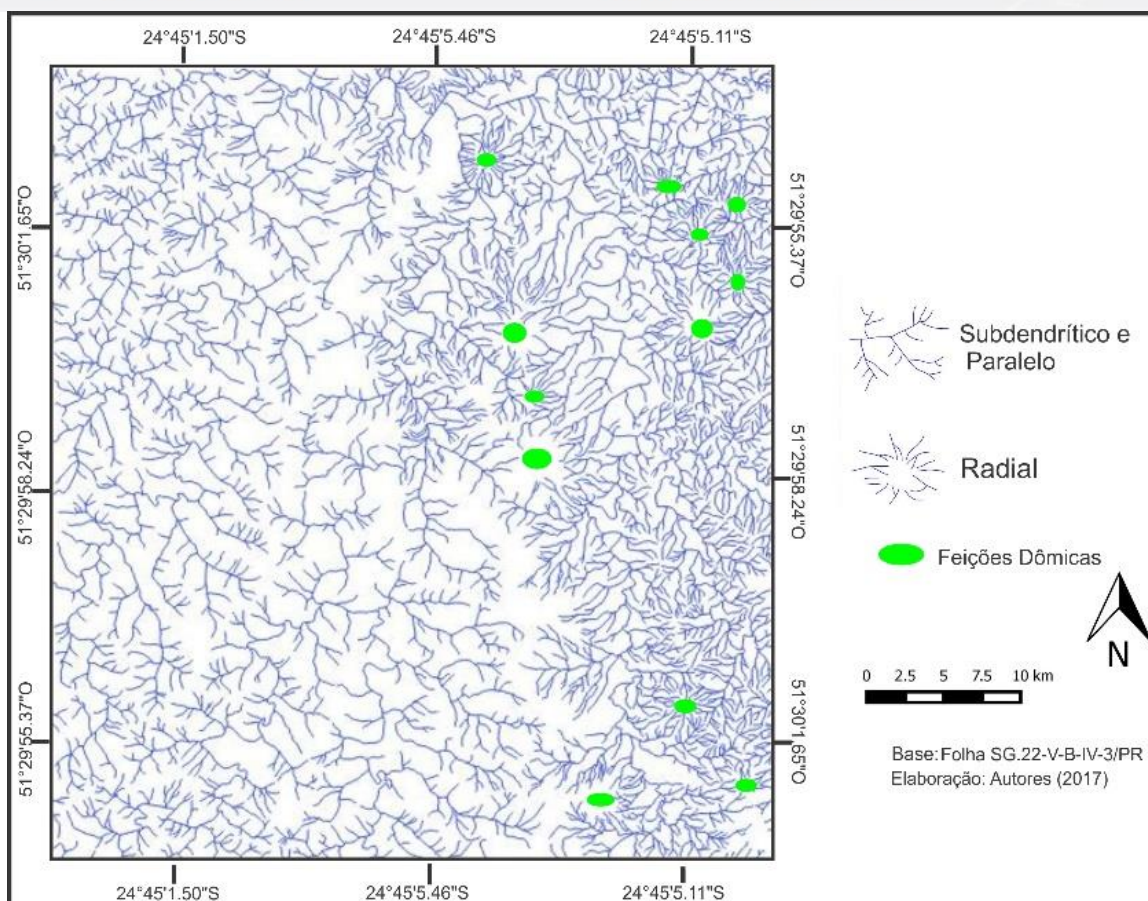 24°45'1.50"S
24°45'5.46"S
24°45'5.11"S
51°30'1.65"O
51°29'55.37"O
51°29'58.24"O
51°29'58.24"O
51°29'55.37"O
51°30'1.65"O
24°45'1.50"S
24°45'5.46"S
24°45'5.11"S
Subdendrítico e
Paralelo
Radial
Feições Dômicas
N
0 2.5 5 7.5 10 km
Base: Folha SG.22-V-B-IV-3/PR
Elaboração: Autores (2017)